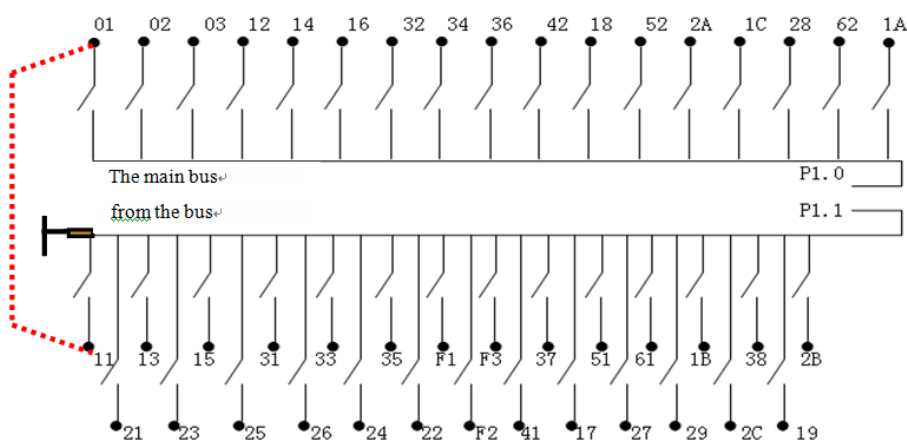 01 02 03 12 14 16 32 34 36 42 18 52 2A 1C 28 62 1A
The main bus↵ P1.0
from the bus↵ P1.1
11 13 15 31 33 35 F1 F3 37 51 61 1B 38 2B
21 23 25 26 24 22 F2 41 17 27 29 2C 19